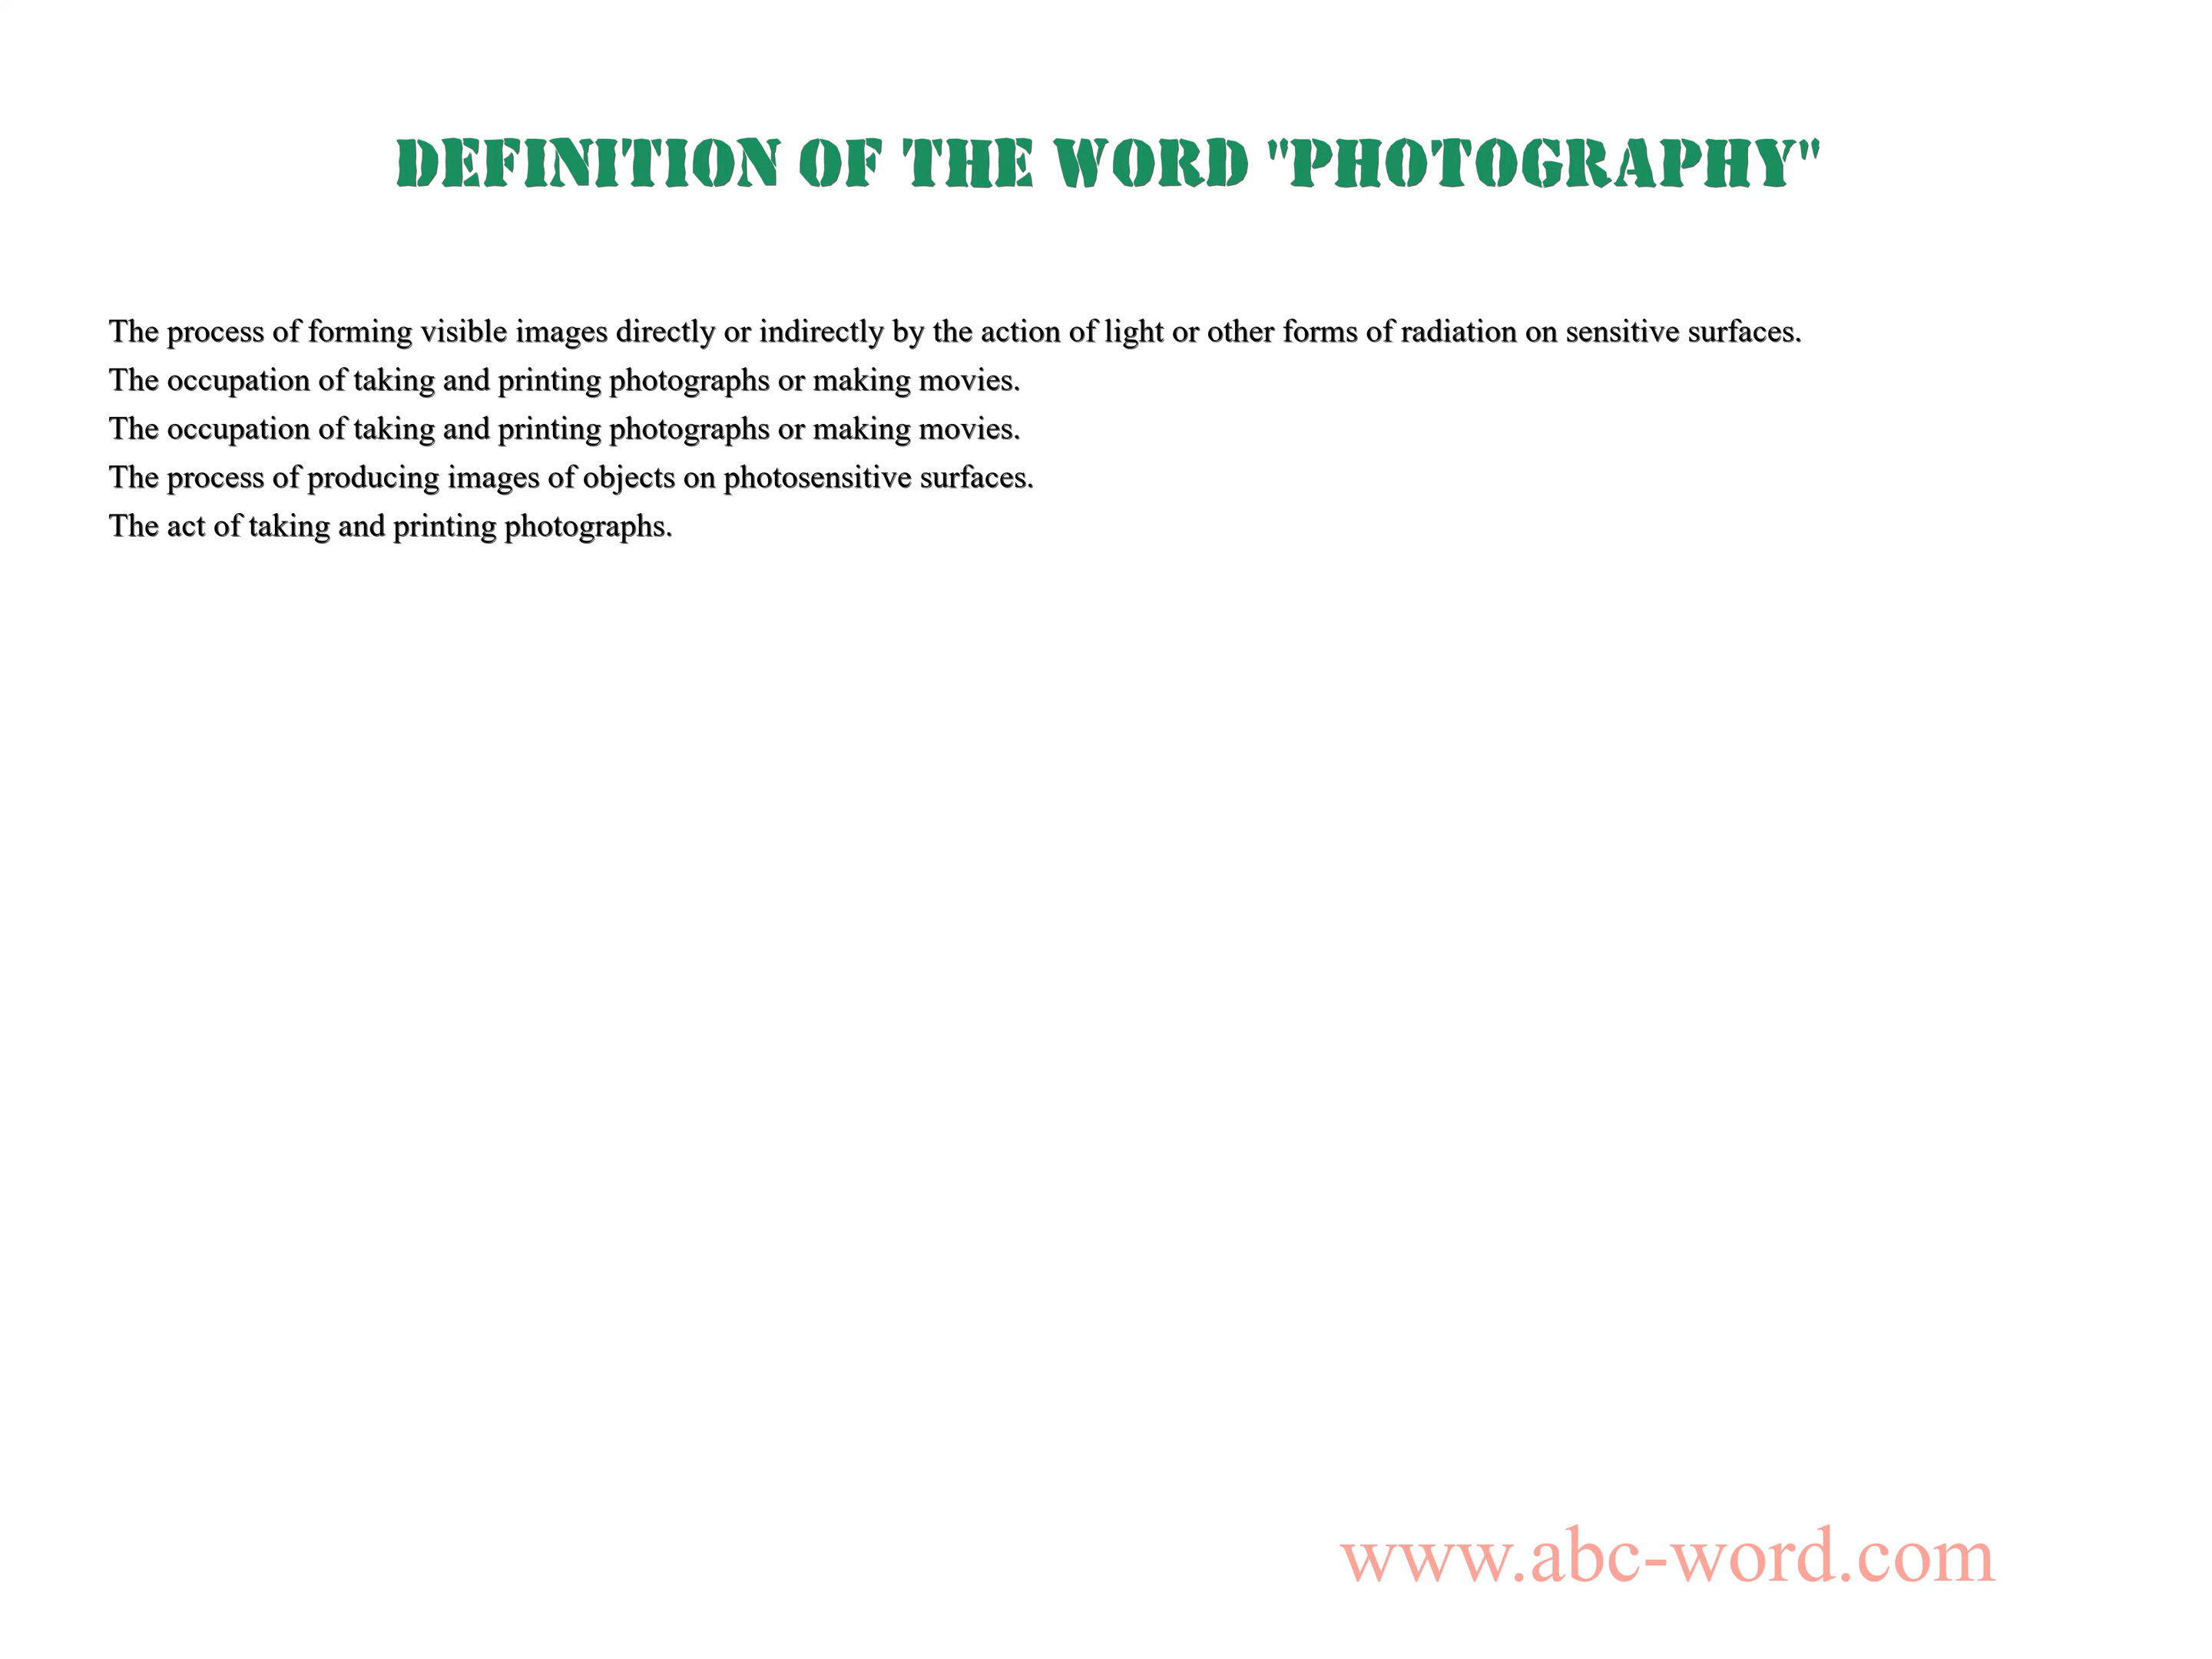 DEFINITION OF THE WORD "PHOTOGRAPHY"
The process of forming visible images directly or indirectly by the action of light or other forms of radiation on sensitive surfaces.
The occupation of taking and printing photographs or making movies.
The occupation of taking and printing photographs or making movies.
The process of producing images of objects on photosensitive surfaces.
The act of taking and printing photographs.
www.abc-word.com